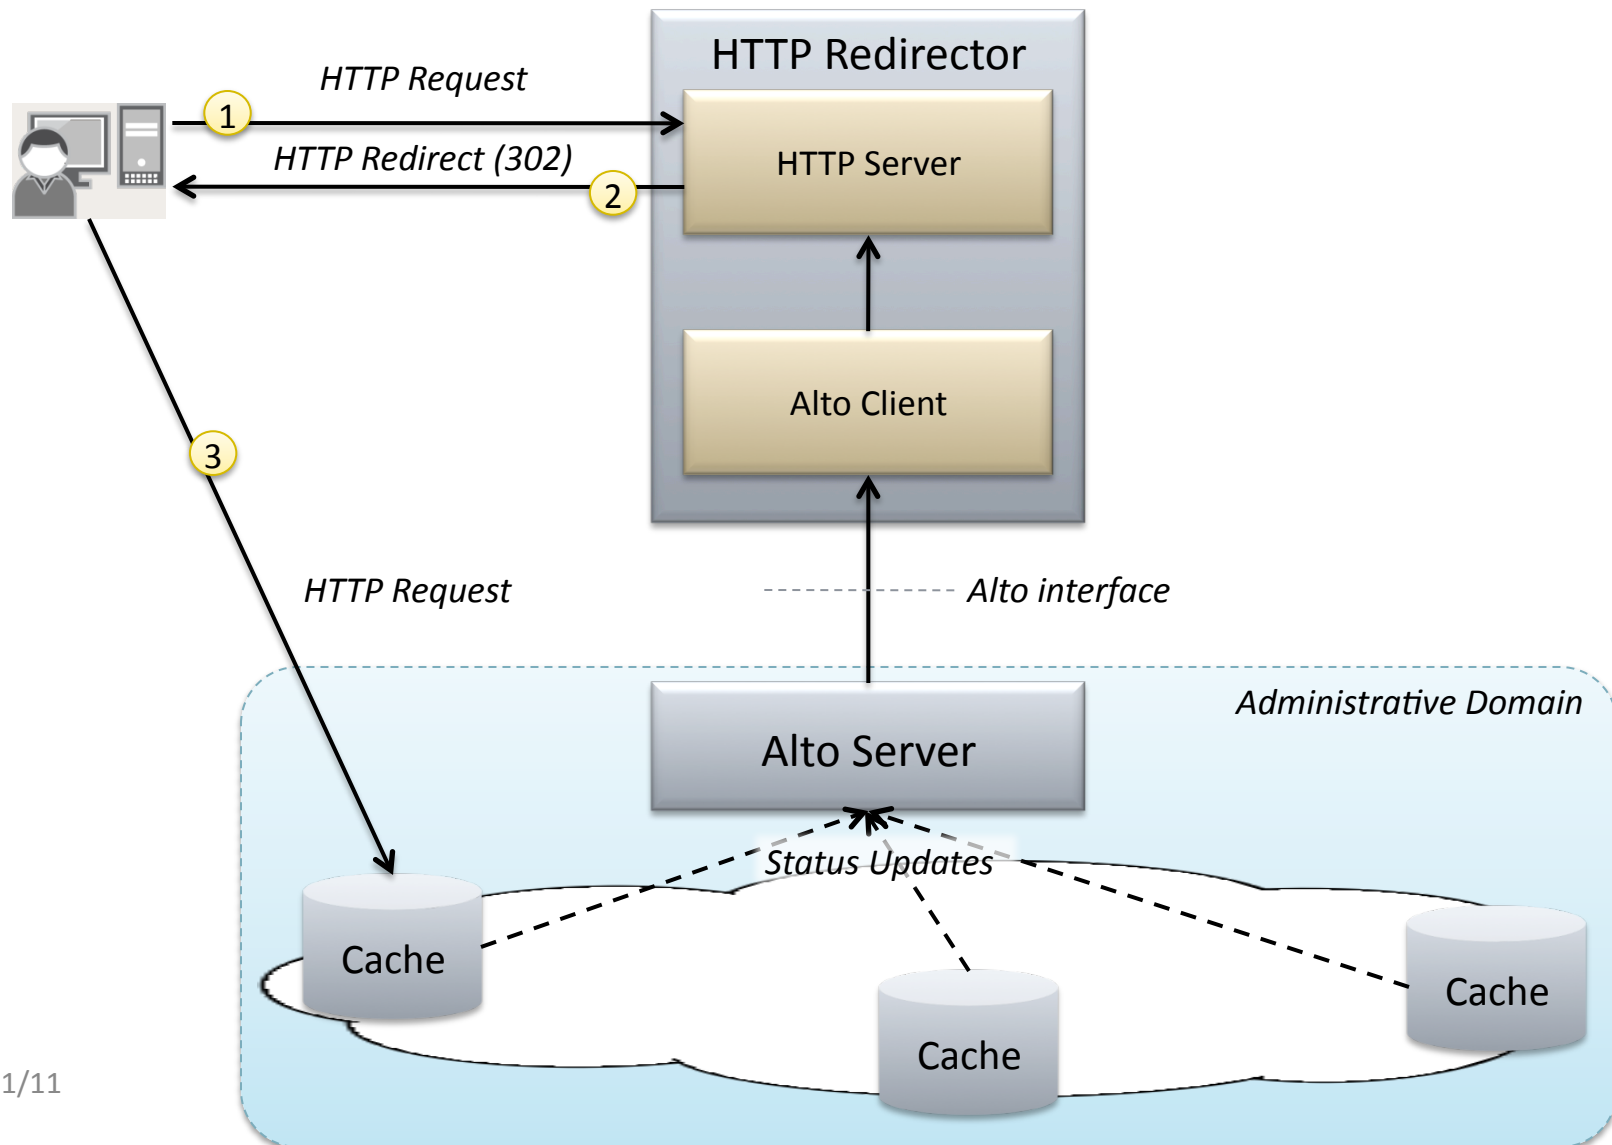 HTTP Redirector
HTTP Request
1
HTTP Server
HTTP Redirect (302)
2
Alto Client
3
HTTP Request
Alto interface
Administrative Domain
Alto Server
Status Updates
Cache
Cache
Cache
1/11